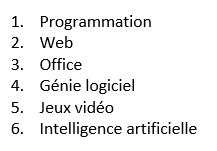 1. Programmation
2. Web
3. Office
4. Génie logiciel
5. Jeux vidéo
6. Intelligence artificielle